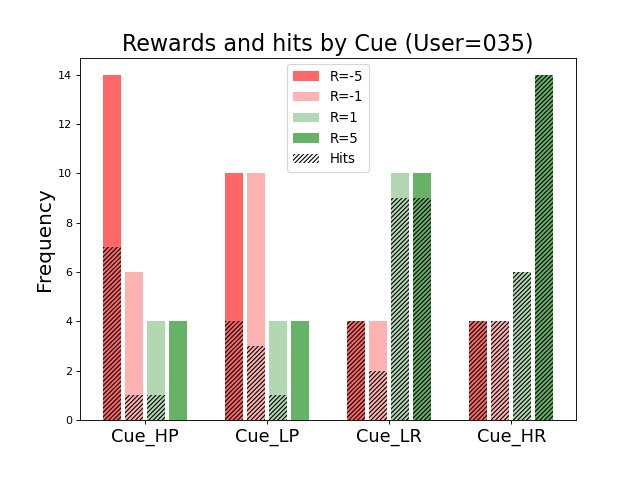 Rewards and hits by Cue (User=035)
R=-5
R=-1
R=1
R=5
Hits
Frequency
14
12
10
8
6
4
2
0
Cue_HP
Cue_LP
Cue_LR
Cue_HR